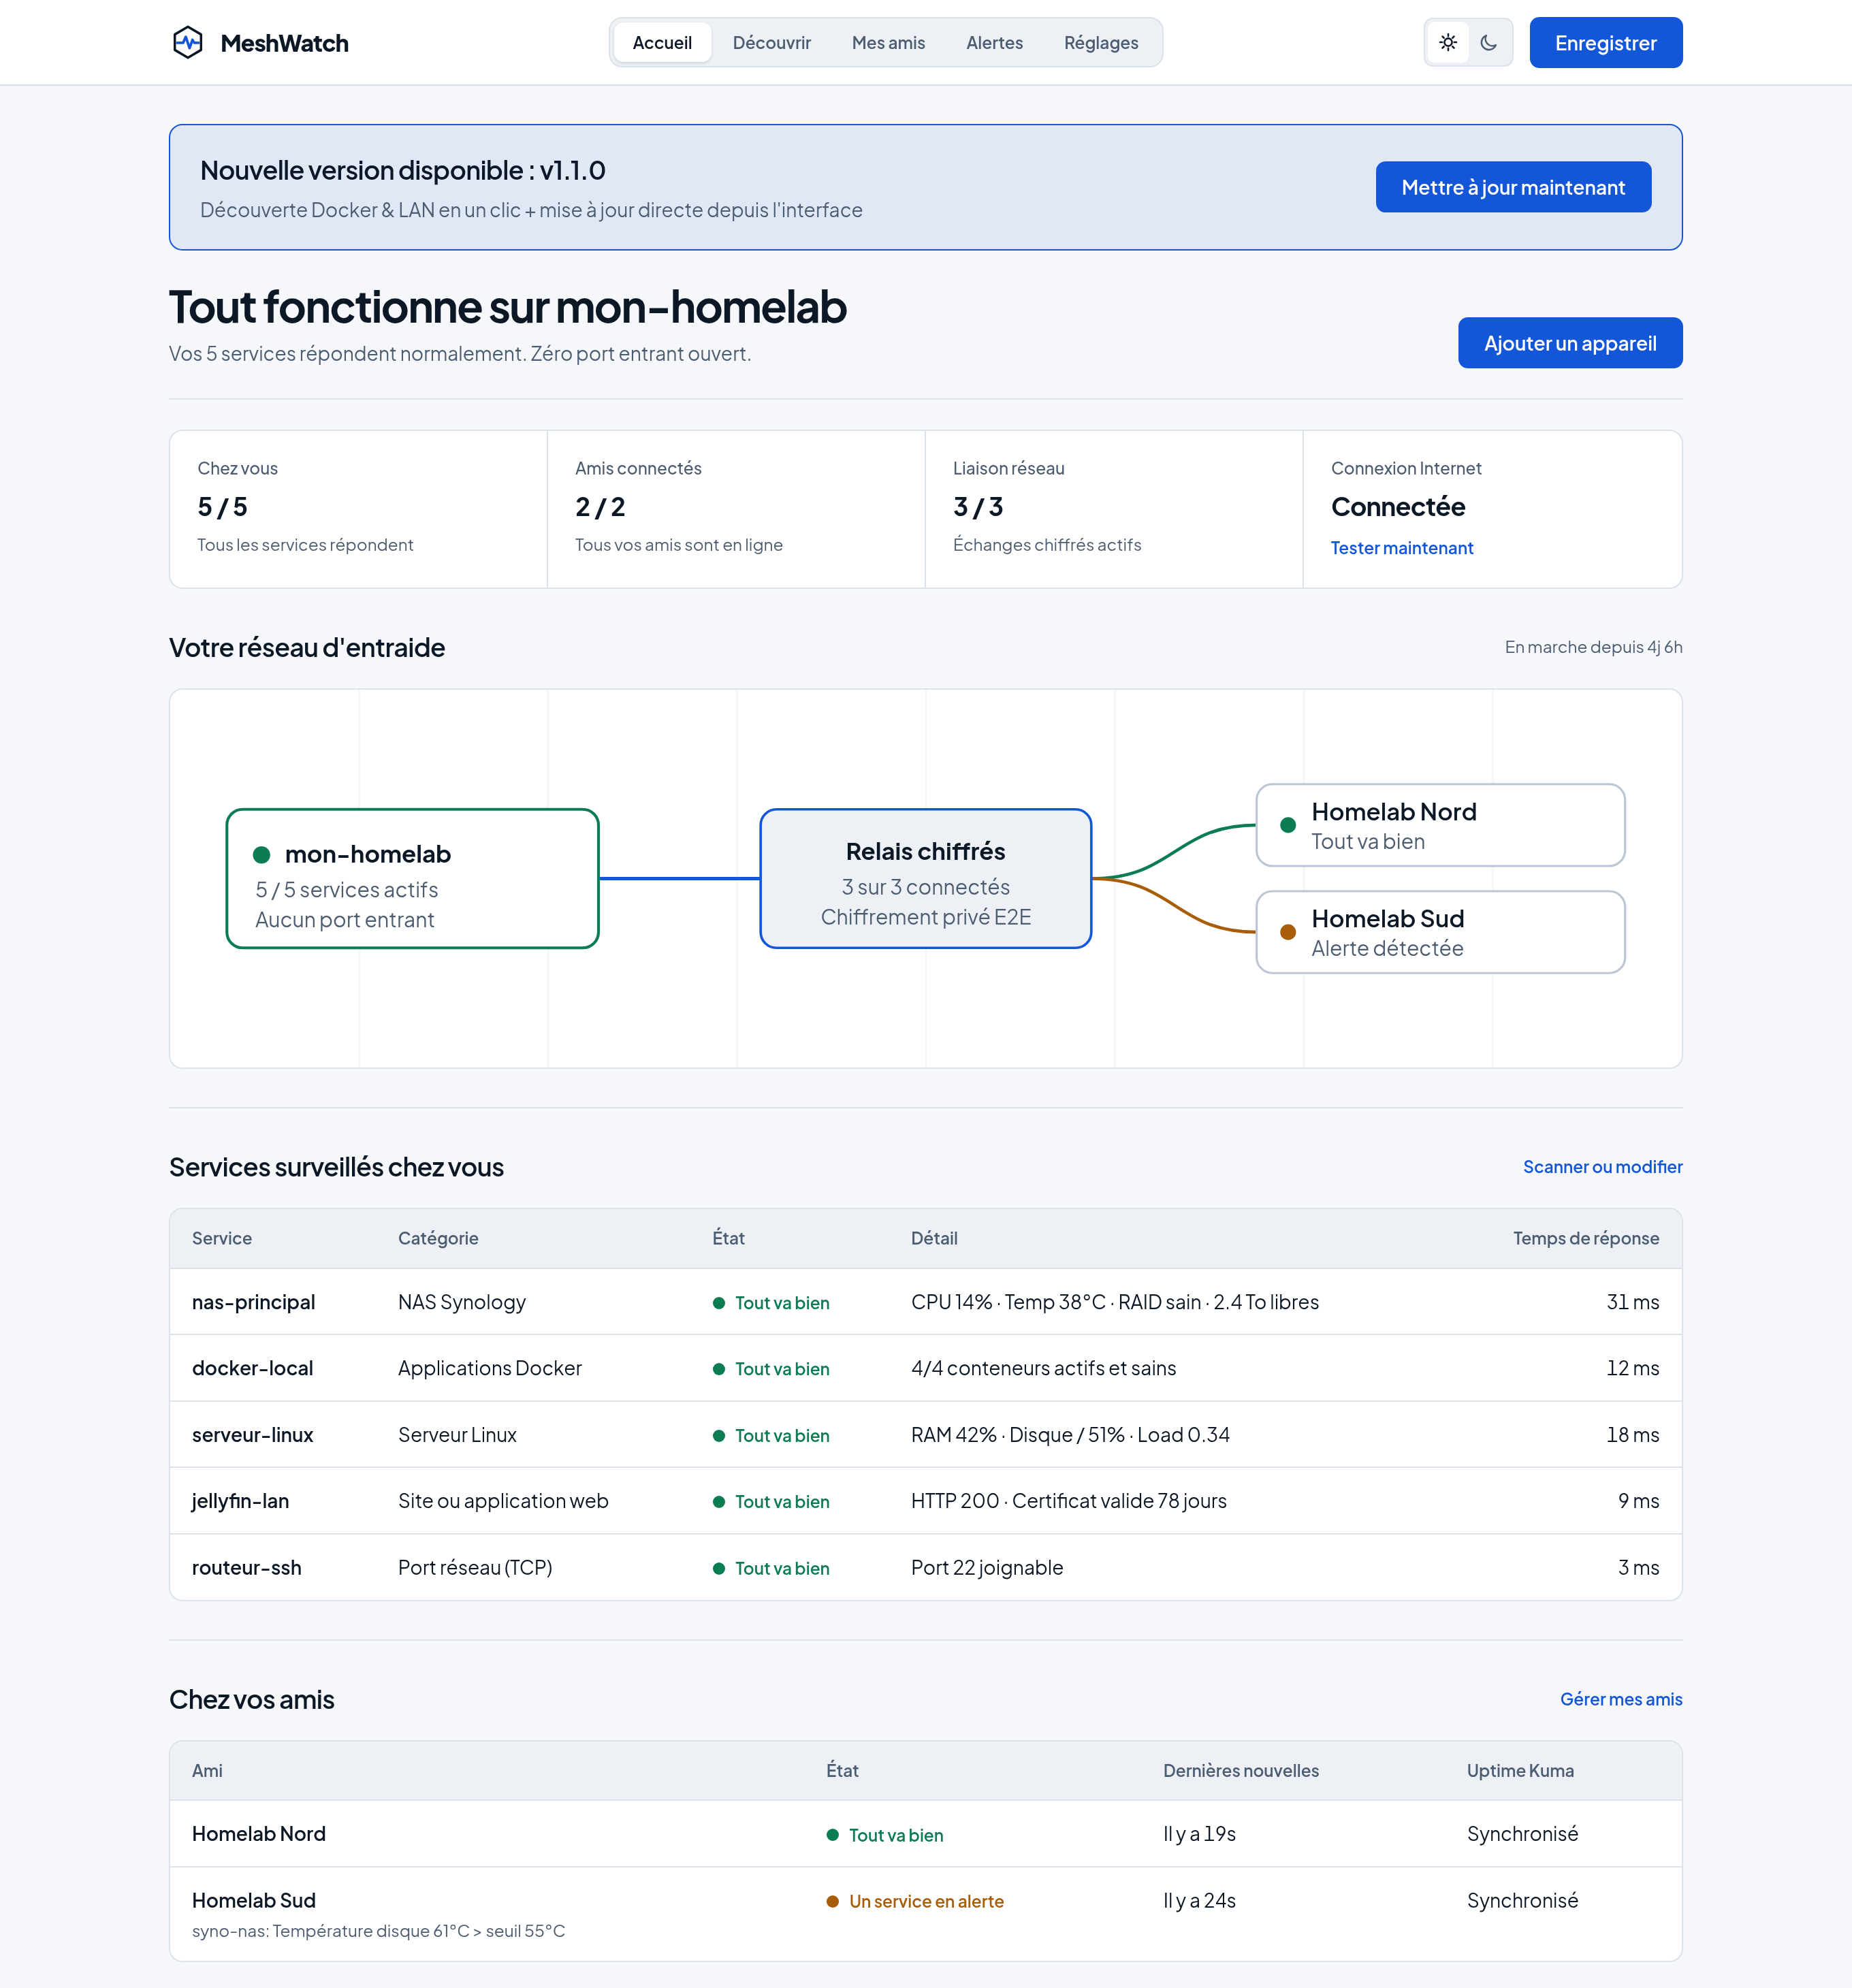 MeshWatch
Accueil
Découvrir
Mes amis
Alertes
Réglages
Enregistrer
Nouvelle version disponible : v1.1.0
Découverte Docker & LAN en un clic + mise à jour directe depuis l'interface
Mettre à jour maintenant
Tout fonctionne sur mon-homelab
Vos 5 services répondent normalement. Zéro port entrant ouvert.
Ajouter un appareil
Chez vous
5 / 5
Tous les services répondent
Amis connectés
2 / 2
Tous vos amis sont en ligne
Liaison réseau
3 / 3
Échanges chiffrés actifs
Connexion Internet
Connectée
Tester maintenant
Votre réseau d'entraide
En marche depuis 4j 6h
mon-homelab
5 / 5 services actifs
Aucun port entrant
Relais chiffrés
3 sur 3 connectés
Chiffrement privé E2E
Homelab Nord
Tout va bien
Homelab Sud
Alerte détectée
Services surveillés chez vous
Scanner ou modifier
Service Catégorie État Détail Temps de réponse
nas-principal NAS Synology Tout va bien CPU 14% · Temp 38°C · RAID sain · 2.4 To libres 31 ms
docker-local Applications Docker Tout va bien 4/4 conteneurs actifs et sains 12 ms
serveur-linux Serveur Linux Tout va bien RAM 42% · Disque / 51% · Load 0.34 18 ms
jellyfin-lan Site ou application web Tout va bien HTTP 200 · Certificat valide 78 jours 9 ms
routeur-ssh Port réseau (TCP) Tout va bien Port 22 joignable 3 ms
Chez vos amis
Gérer mes amis
Ami État Dernières nouvelles Uptime Kuma
Homelab Nord Tout va bien Il y a 19s Synchronisé
Homelab Sud Un service en alerte Il y a 24s Synchronisé
syno-nas: Température disque 61°C > seuil 55°C